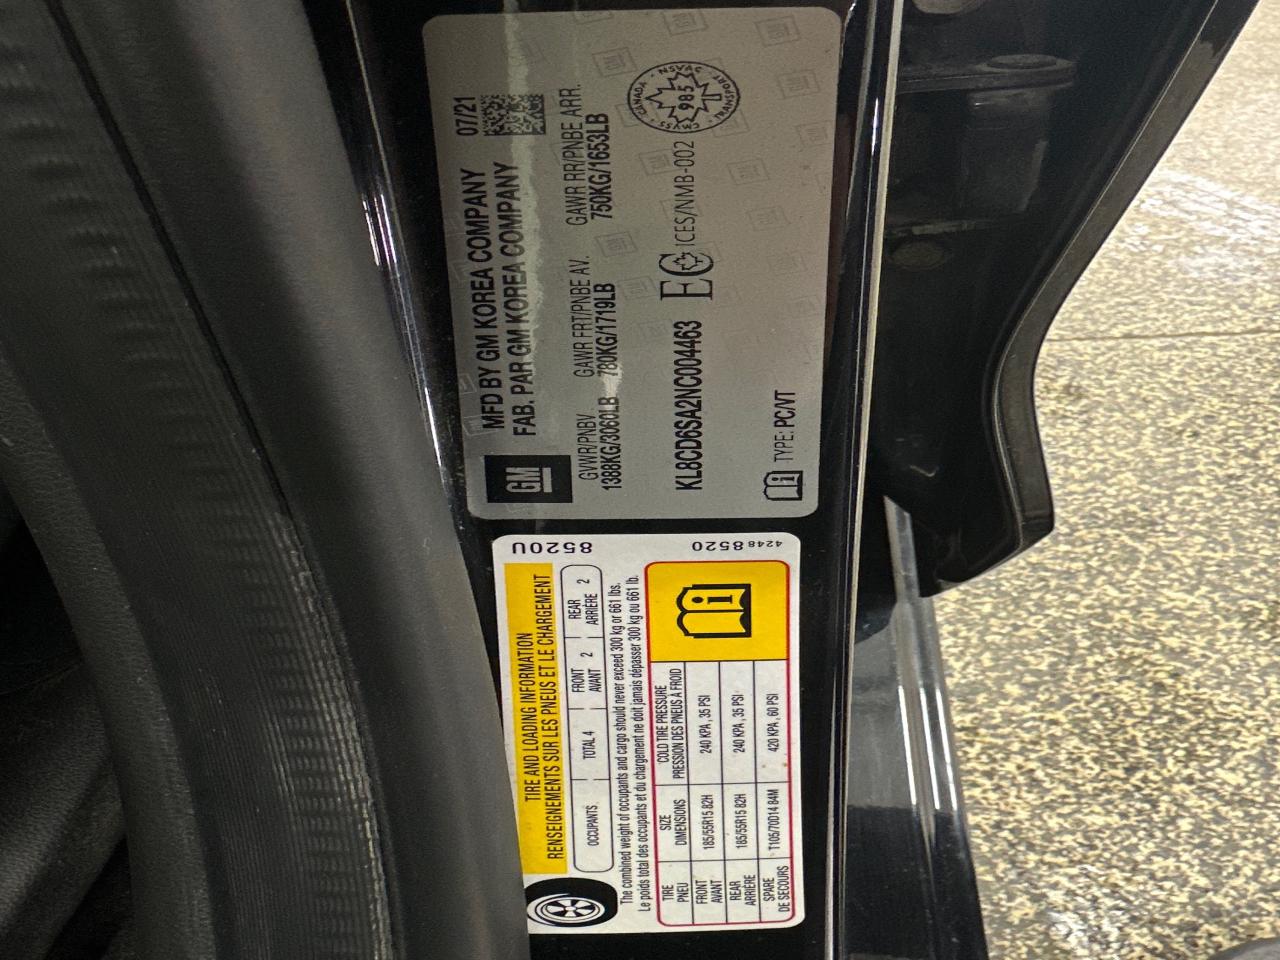 MFD BY GM KOREA COMPANY 07/21
FAB. PAR GM KOREA COMPANY
GM
GVWR/PNBV GAWR FRT/PNBE AV. GAWR RR/PNBE ARR.
1388KG/3060LB 780KG/1719LB 750KG/1653LB
KL8CD6SA2NC004463 ICES/NMB-002
CANADA · NSVAC · TRANSPORT · CMVSS ·
985
TYPE: PC/VT
8520U
4248 8520
TIRE AND LOADING INFORMATION
RENSEIGNEMENTS SUR LES PNEUS ET LE CHARGEMENT
OCCUPANTS TOTAL 4 FRONT AVANT 2 REAR ARRIÈRE 2
The combined weight of occupants and cargo should never exceed 300 kg or 661 lbs.
Le poids total des occupants et du chargement ne doit jamais dépasser 300 kg ou 661 lb.
TIRE SIZE COLD TIRE PRESSURE
PNEU DIMENSIONS PRESSION DES PNEUS À FROID
FRONT
AVANT 185/55R15 82H 240 KPA, 35 PSI
REAR
ARRIÈRE 185/55R15 82H 240 KPA, 35 PSI
SPARE
DE SECOURS T105/70D14 84M 420 KPA, 60 PSI